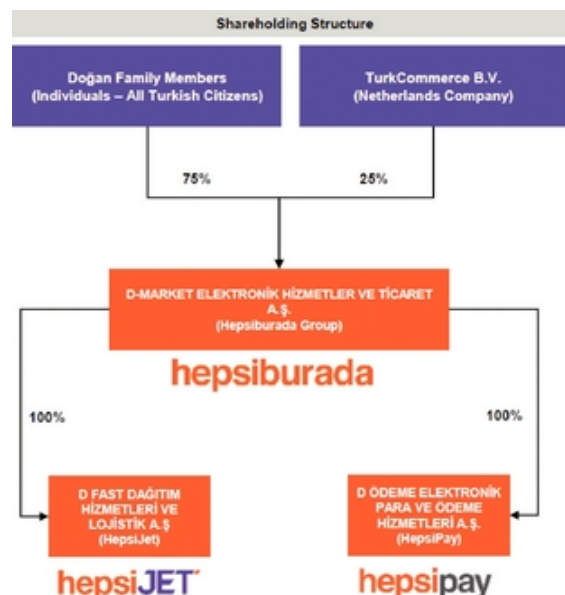 Shareholding Structure
Doğan Family Members
(Individuals – All Turkish Citizens)
TurkCommerce B.V.
(Netherlands Company)
75%
25%
D-MARKET ELEKTRONİK HİZMETLER VE TİCARET
A.Ş.
(Hepsiburada Group)
hepsiburada
100%
100%
D FAST DAĞITIM
HİZMETLERİ VE
LOJİSTİK A.Ş
(HepsiJet)
D ÖDEME ELEKTRONİK
PARA VE ÖDEME
HİZMETLERİ A.Ş.
(HepsiPay)
hepsiJET
hepsipay